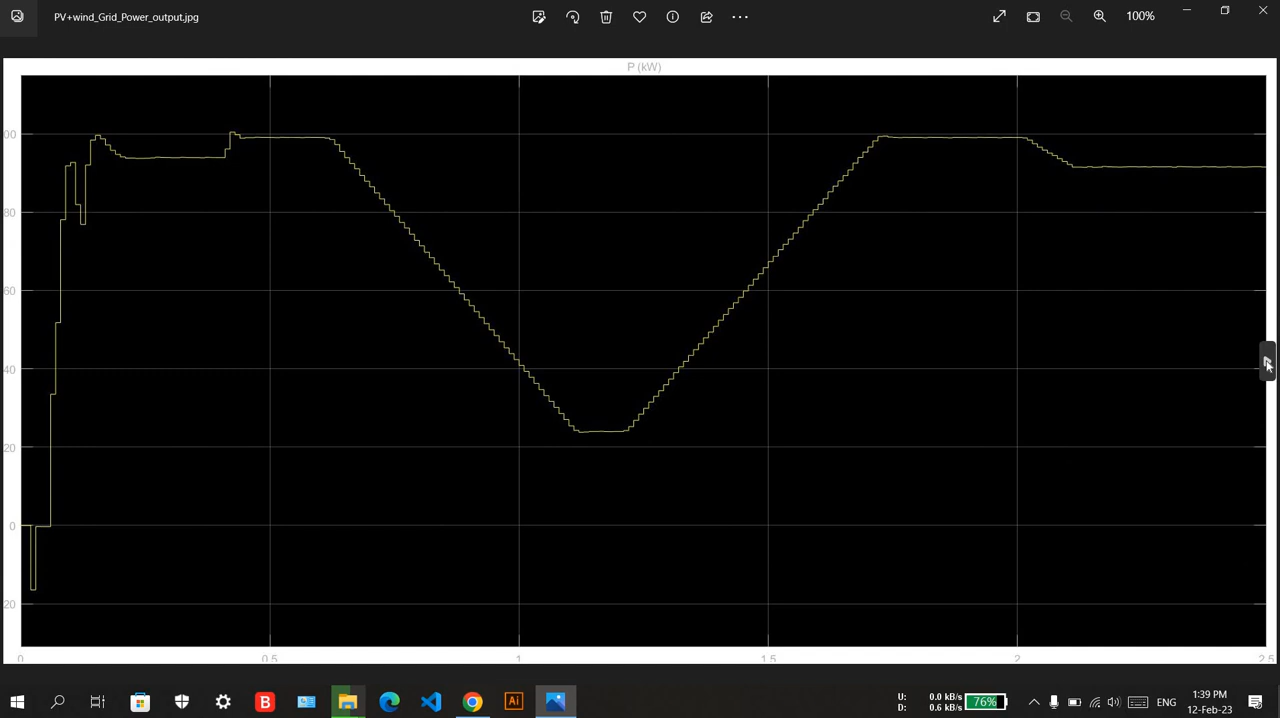 PV+wind_Grid_Power_output.jpg
100%
P (kW)
00
80
60
40
20
0
20
0
0.5
1
1.5
2
2.5
B
Ai
U: 0.0 kB/s
D: 0.6 kB/s
76%
ENG
1:39 PM
12-Feb-23